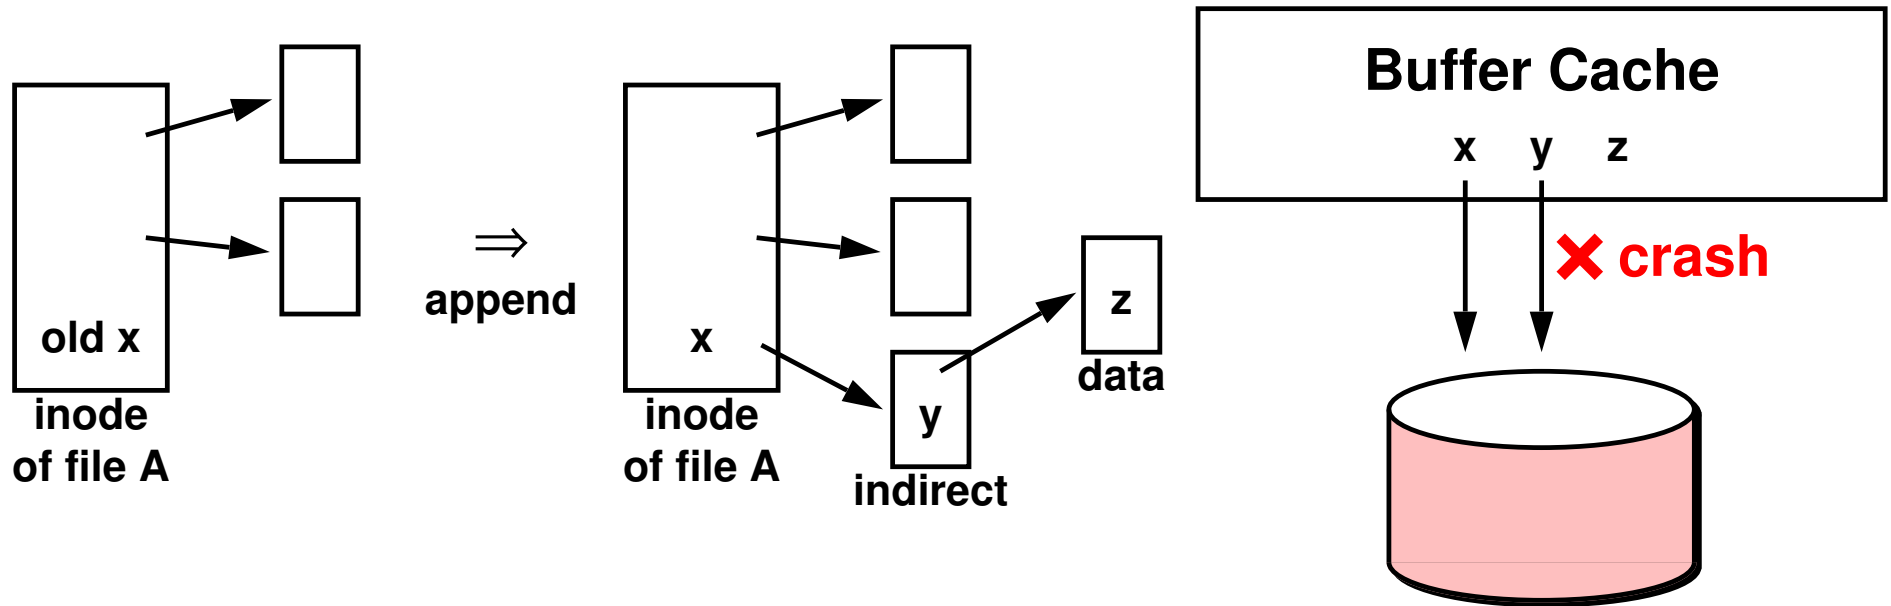 old x
inode
of file A
⇒
append
x
inode
of file A
y
indirect
z
data
Buffer Cache
x y z
✖ crash